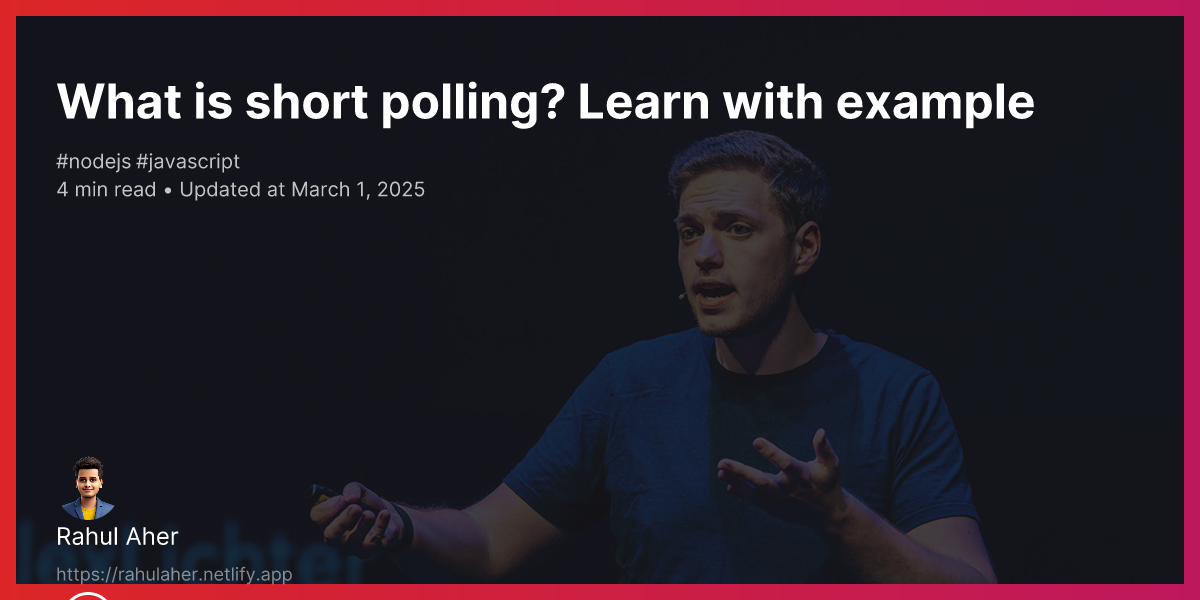 What is short polling? Learn with example
#nodejs #javascript
4 min read • Updated at March 1, 2025
Rahul Aher
https://rahulaher.netlify.app